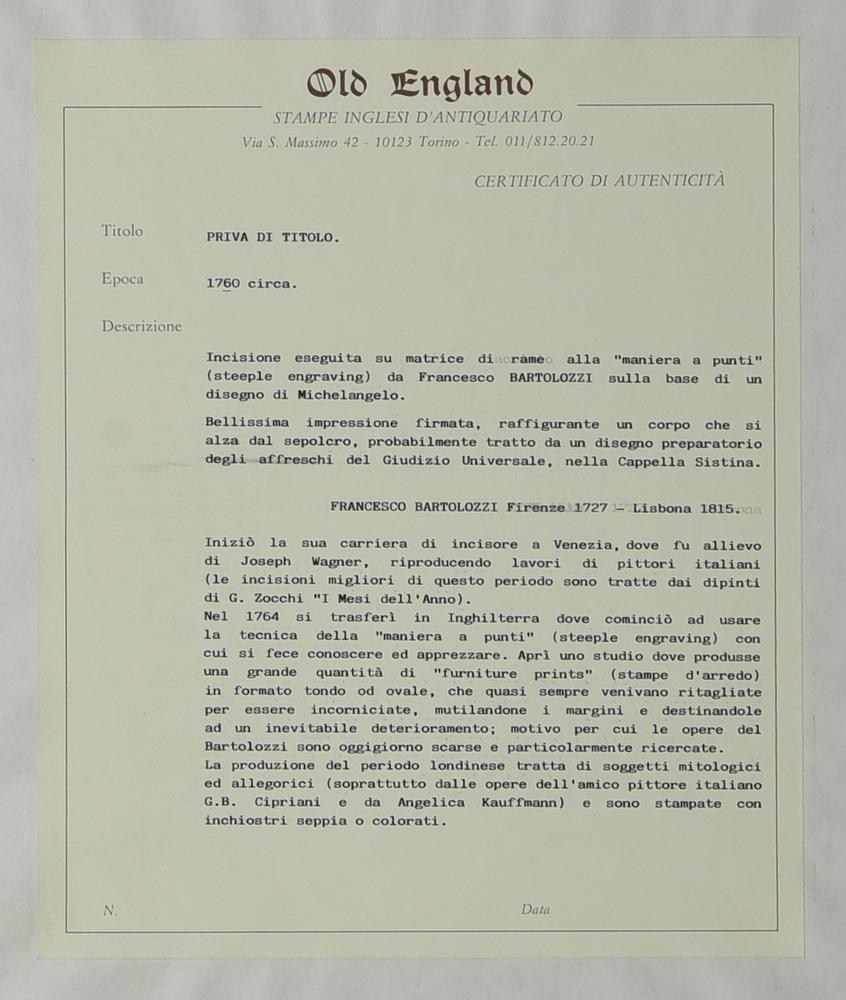 Old England
STAMPE INGLESI D'ANTIQUARIATO
Via S. Massimo 42 - 10123 Torino - Tel. 011/812.20.21
CERTIFICATO DI AUTENTICITÀ
Titolo PRIVA DI TITOLO.
Epoca 1760 circa.
Descrizione
Incisione eseguita su matrice di rame alla "maniera a punti"
(steeple engraving) da Francesco BARTOLOZZI sulla base di un
disegno di Michelangelo.
Bellissima impressione firmata, raffigurante un corpo che si
alza dal sepolcro, probabilmente tratto da un disegno preparatorio
degli affreschi del Giudizio Universale, nella Cappella Sistina.
FRANCESCO BARTOLOZZI Firenze 1727 – Lisbona 1815.
Iniziò la sua carriera di incisore a Venezia, dove fu allievo
di Joseph Wagner, riproducendo lavori di pittori italiani
(le incisioni migliori di questo periodo sono tratte dai dipinti
di G. Zocchi "I Mesi dell'Anno).
Nel 1764 si trasferì in Inghilterra dove cominciò ad usare
la tecnica della "maniera a punti" (steeple engraving) con
cui si fece conoscere ed apprezzare. Aprì uno studio dove produsse
una grande quantità di "furniture prints" (stampe d'arredo)
in formato tondo od ovale, che quasi sempre venivano ritagliate
per essere incorniciate, mutilandone i margini e destinandole
ad un inevitabile deterioramento; motivo per cui le opere del
Bartolozzi sono oggigiorno scarse e particolarmente ricercate.
La produzione del periodo londinese tratta di soggetti mitologici
ed allegorici (soprattutto dalle opere dell'amico pittore italiano
G.B. Cipriani e da Angelica Kauffmann) e sono stampate con
inchiostri seppia o colorati.
N. Data